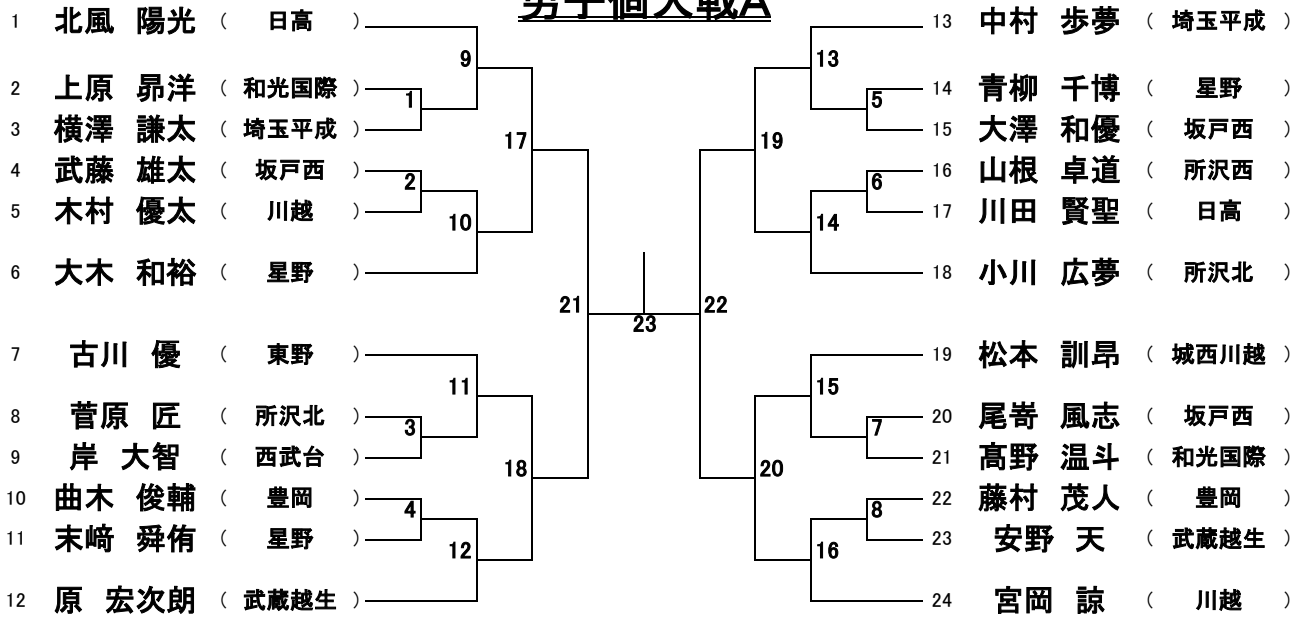 男子個人戦A
1 北風 陽光 ( 日高 )
2 上原 昴洋 ( 和光国際 )
3 横澤 謙太 ( 埼玉平成 )
4 武藤 雄太 ( 坂戸西 )
5 木村 優太 ( 川越 )
6 大木 和裕 ( 星野 )
7 古川 優 ( 東野 )
8 菅原 匠 ( 所沢北 )
9 岸 大智 ( 西武台 )
10 曲木 俊輔 ( 豊岡 )
11 末﨑 舜侑 ( 星野 )
12 原 宏次朗 ( 武蔵越生 )
9
1
17
2
10
21
11
3
18
4
12
23
13
5
19
6
14
22
15
7
20
8
16
13 中村 歩夢 ( 埼玉平成 )
14 青柳 千博 ( 星野 )
15 大澤 和優 ( 坂戸西 )
16 山根 卓道 ( 所沢西 )
17 川田 賢聖 ( 日高 )
18 小川 広夢 ( 所沢北 )
19 松本 訓昂 ( 城西川越 )
20 尾嵜 風志 ( 坂戸西 )
21 髙野 温斗 ( 和光国際 )
22 藤村 茂人 ( 豊岡 )
23 安野 天 ( 武蔵越生 )
24 宮岡 諒 ( 川越 )